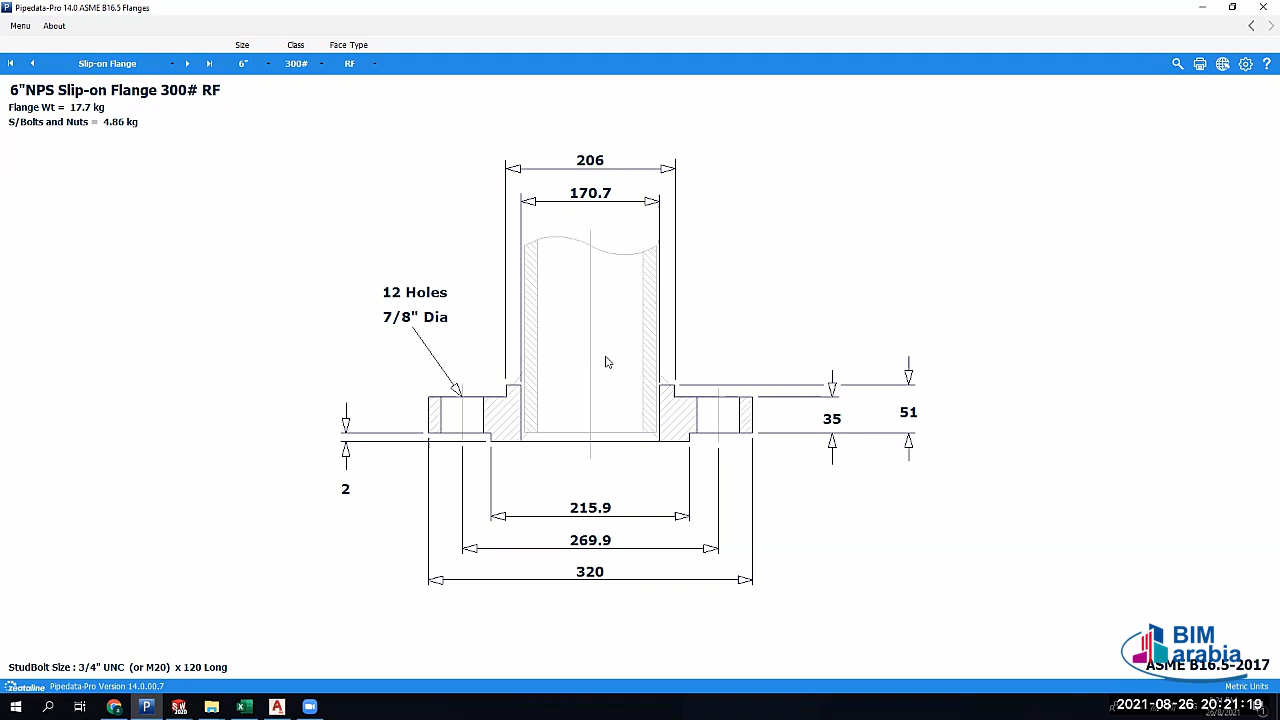 Pipedata-Pro 14.0 ASME B16.5 Flanges
Menu About
Size Class Face Type
Slip-on Flange 6" 300# RF
6"NPS Slip-on Flange 300# RF
Flange Wt = 17.7 kg
S/Bolts and Nuts = 4.86 kg
206
170.7
12 Holes
7/8" Dia
35
51
2
215.9
269.9
320
BIM
arabia
StudBolt Size : 3/4" UNC (or M20) x 120 Long
ASME B16.5-2017
Zeataline Pipedata-Pro Version 14.0.00.7
Metric Units
2021-08-26 20:21:19